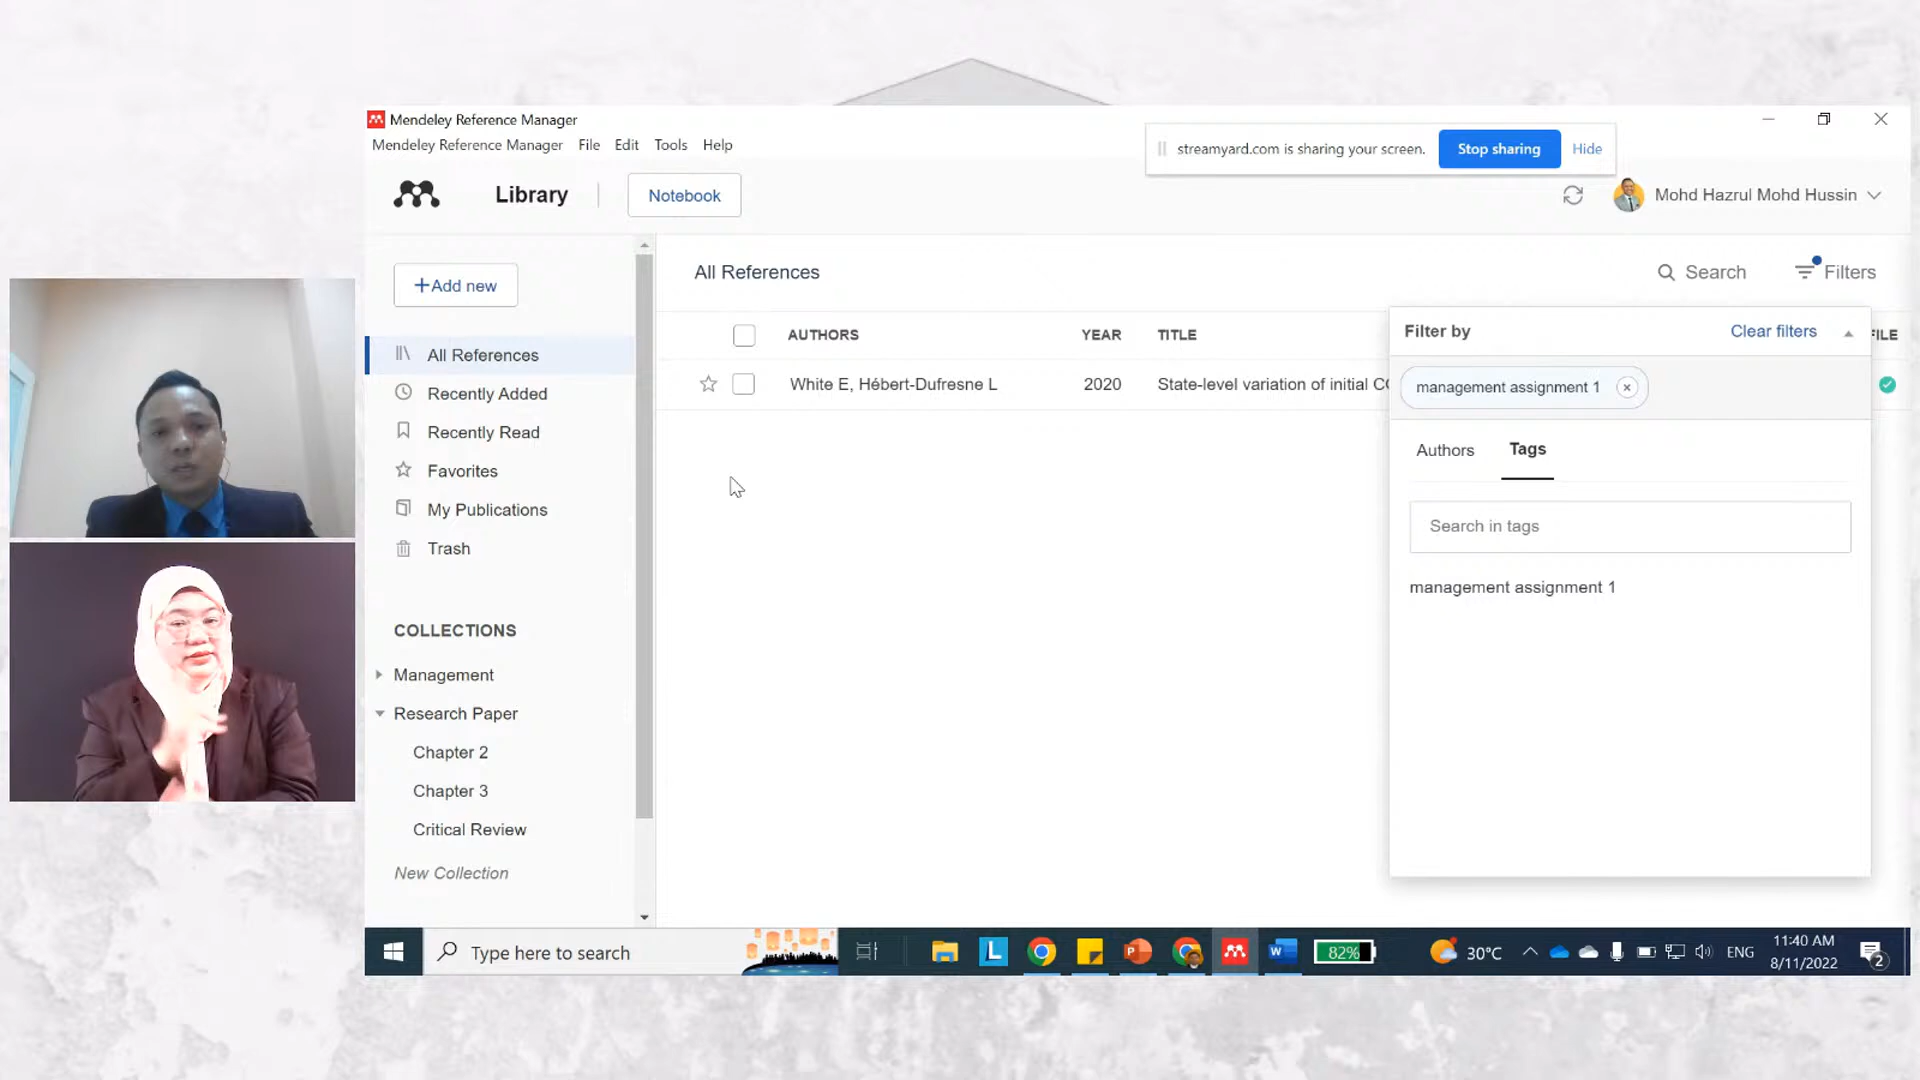 Mendeley Reference Manager
Mendeley Reference Manager File Edit Tools Help
streamyard.com is sharing your screen. Stop sharing Hide
Library Notebook
Mohd Hazrul Mohd Hussin
+Add new
All References
Recently Added
Recently Read
Favorites
My Publications
Trash
COLLECTIONS
Management
Research Paper
Chapter 2
Chapter 3
Critical Review
New Collection
All References Search Filters
AUTHORS YEAR TITLE
White E, Hébert-Dufresne L 2020 State-level variation of initial
Filter by Clear filters
management assignment 1
Authors Tags
Search in tags
management assignment 1
Type here to search
L
82%
30°C ENG
11:40 AM
8/11/2022
2